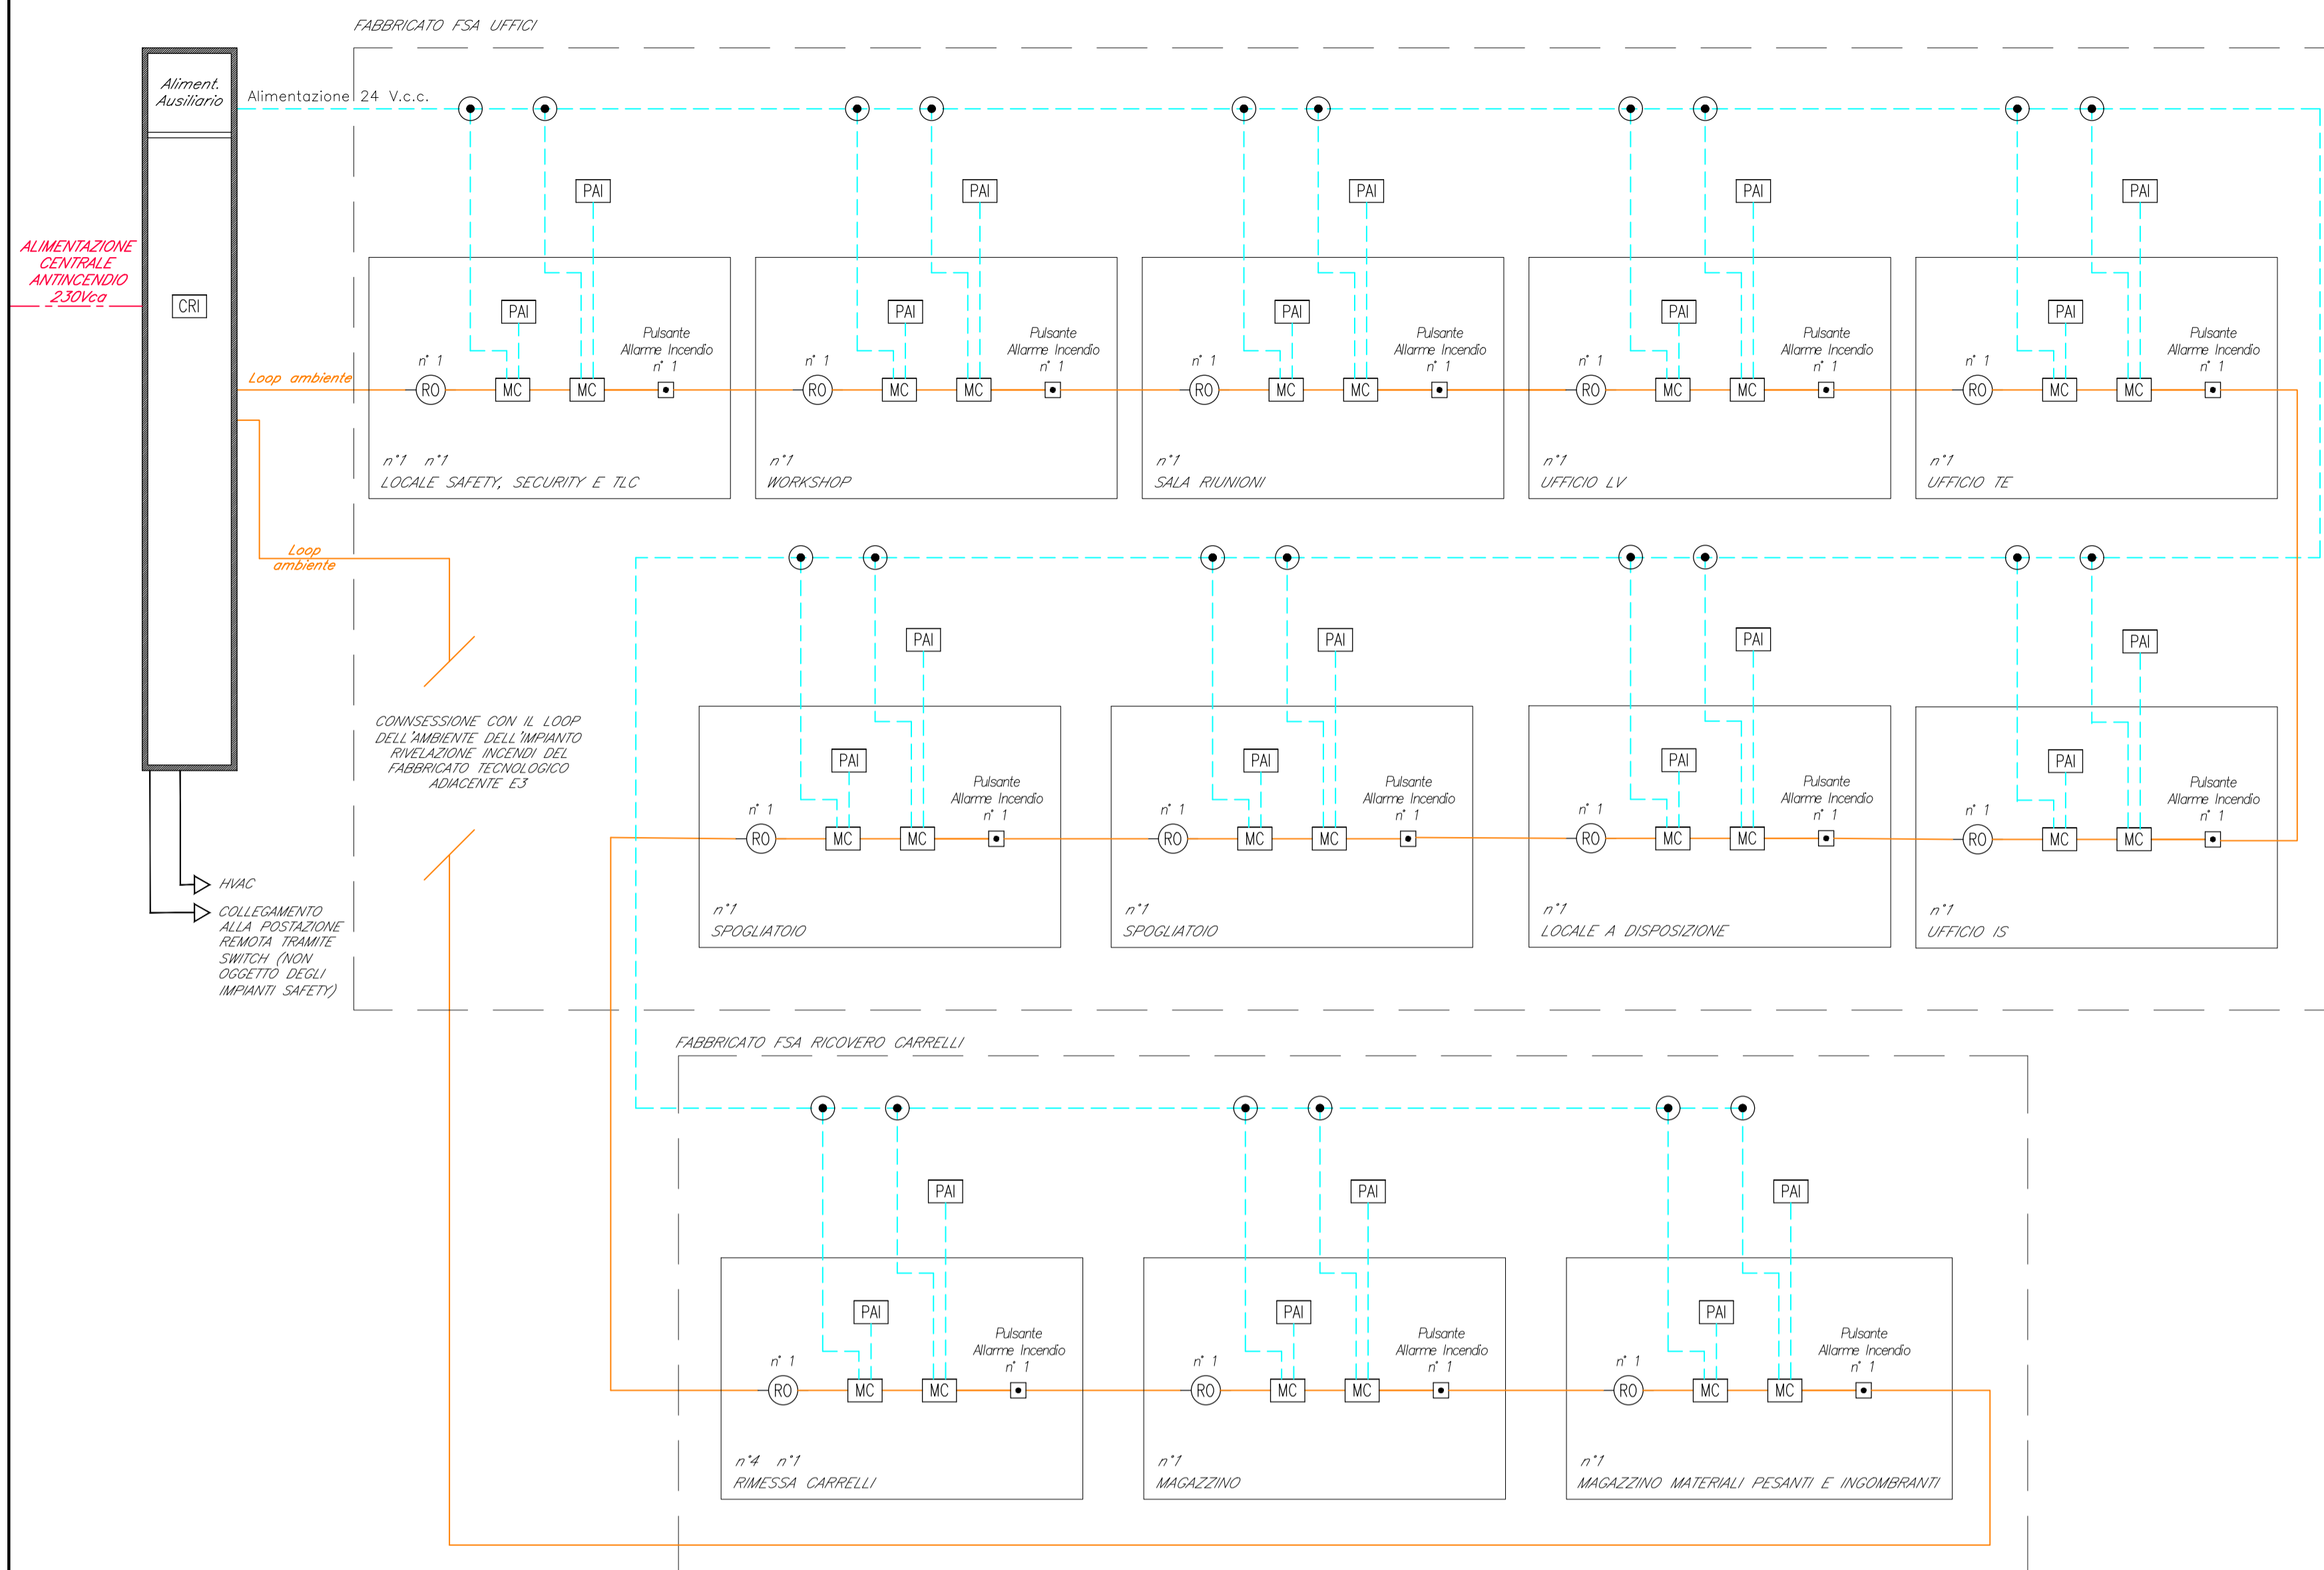 FABBRICATO FSA UFFICI
Aliment.
Ausiliario
Alimentazione 24 V.c.c.
PAI
PAI
PAI
PAI
PAI
ALIMENTAZIONE
CENTRALE
ANTINCENDIO
230Vca
CRI
PAI
Pulsante
Allarme Incendio
n° 1
n° 1
PAI
Pulsante
Allarme Incendio
n° 1
n° 1
PAI
Pulsante
Allarme Incendio
n° 1
n° 1
PAI
Pulsante
Allarme Incendio
n° 1
n° 1
PAI
Pulsante
Allarme Incendio
n° 1
n° 1
Loop ambiente
RO MC MC
RO MC MC
RO MC MC
RO MC MC
RO MC MC
n°1 n°1
LOCALE SAFETY, SECURITY E TLC
n°1
WORKSHOP
n°1
SALA RIUNIONI
n°1
UFFICIO LV
n°1
UFFICIO TE
Loop
ambiente
PAI
PAI
PAI
PAI
CONNSESSIONE CON IL LOOP
DELL'AMBIENTE DELL'IMPIANTO
RIVELAZIONE INCENDI DEL
FABBRICATO TECNOLOGICO
ADIACENTE E3
PAI
Pulsante
Allarme Incendio
n° 1
n° 1
PAI
Pulsante
Allarme Incendio
n° 1
n° 1
PAI
Pulsante
Allarme Incendio
n° 1
n° 1
PAI
Pulsante
Allarme Incendio
n° 1
n° 1
RO MC MC
RO MC MC
RO MC MC
RO MC MC
n°1
SPOGLIATOIO
n°1
SPOGLIATOIO
n°1
LOCALE A DISPOSIZIONE
n°1
UFFICIO IS
HVAC
COLLEGAMENTO
ALLA POSTAZIONE
REMOTA TRAMITE
SWITCH (NON
OGGETTO DEGLI
IMPIANTI SAFETY)
FABBRICATO FSA RICOVERO CARRELLI
PAI
PAI
PAI
PAI
Pulsante
Allarme Incendio
n° 1
n° 1
PAI
Pulsante
Allarme Incendio
n° 1
n° 1
PAI
Pulsante
Allarme Incendio
n° 1
n° 1
RO MC MC
RO MC MC
RO MC MC
n°4 n°1
RIMESSA CARRELLI
n°1
MAGAZZINO
n°1
MAGAZZINO MATERIALI PESANTI E INGOMBRANTI